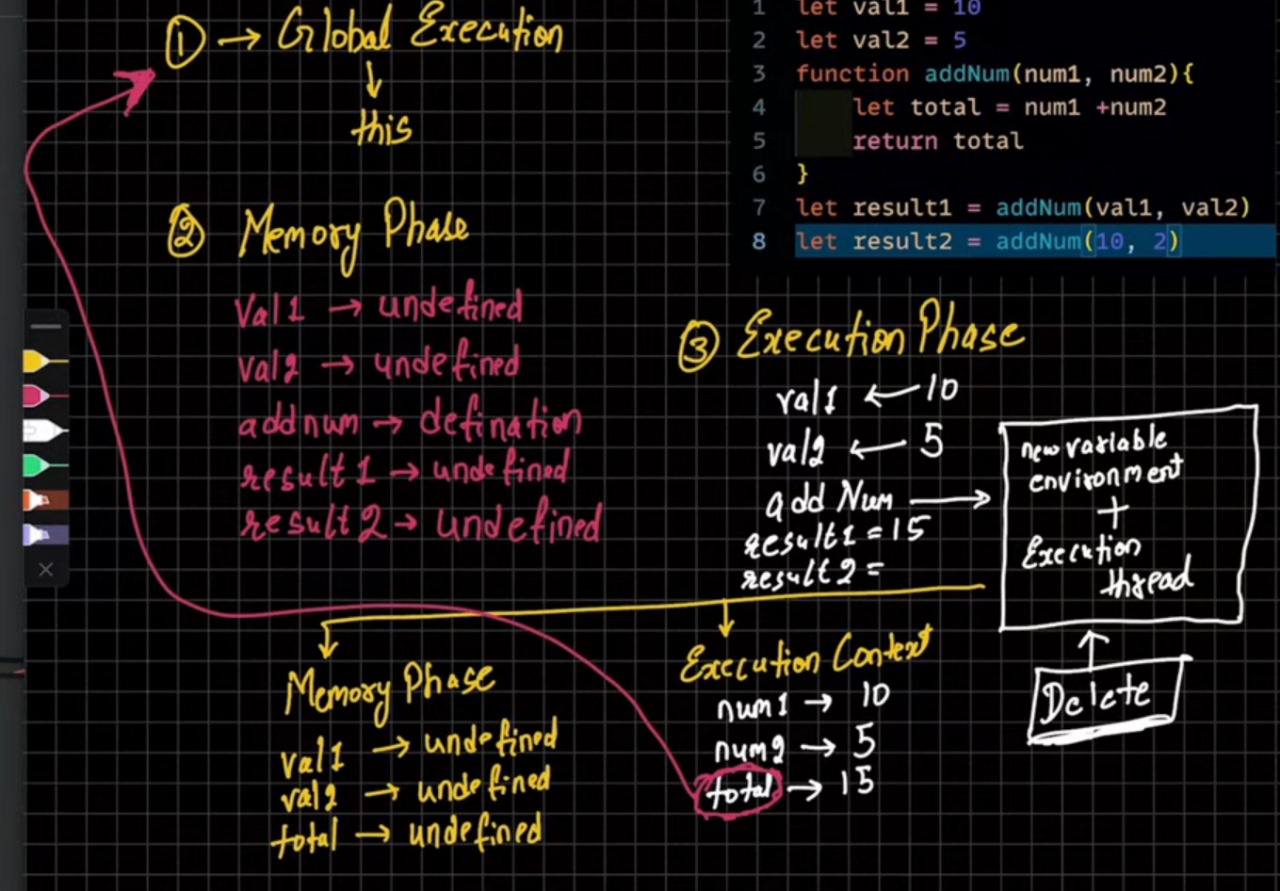 ① → Global Execution
↓
this
② Memory Phase
Val1 → undefined
val2 → undefined
addnum → defination
result1 → undefined
result2 → undefined
1 let val1 = 10
2 let val2 = 5
3 function addNum(num1, num2){
4 let total = num1 +num2
5 return total
6 }
7 let result1 = addNum(val1, val2)
8 let result2 = addNum(10, 2)
③ Execution Phase
val1 ← 10
val2 ← 5
add Num →
result1 = 15
result2 =
new variable
environment
+
Execution
thread
Delete
Memory Phase
val1 → undefined
val2 → undefined
total → undefined
Execution Context
num1 → 10
num2 → 5
total → 15